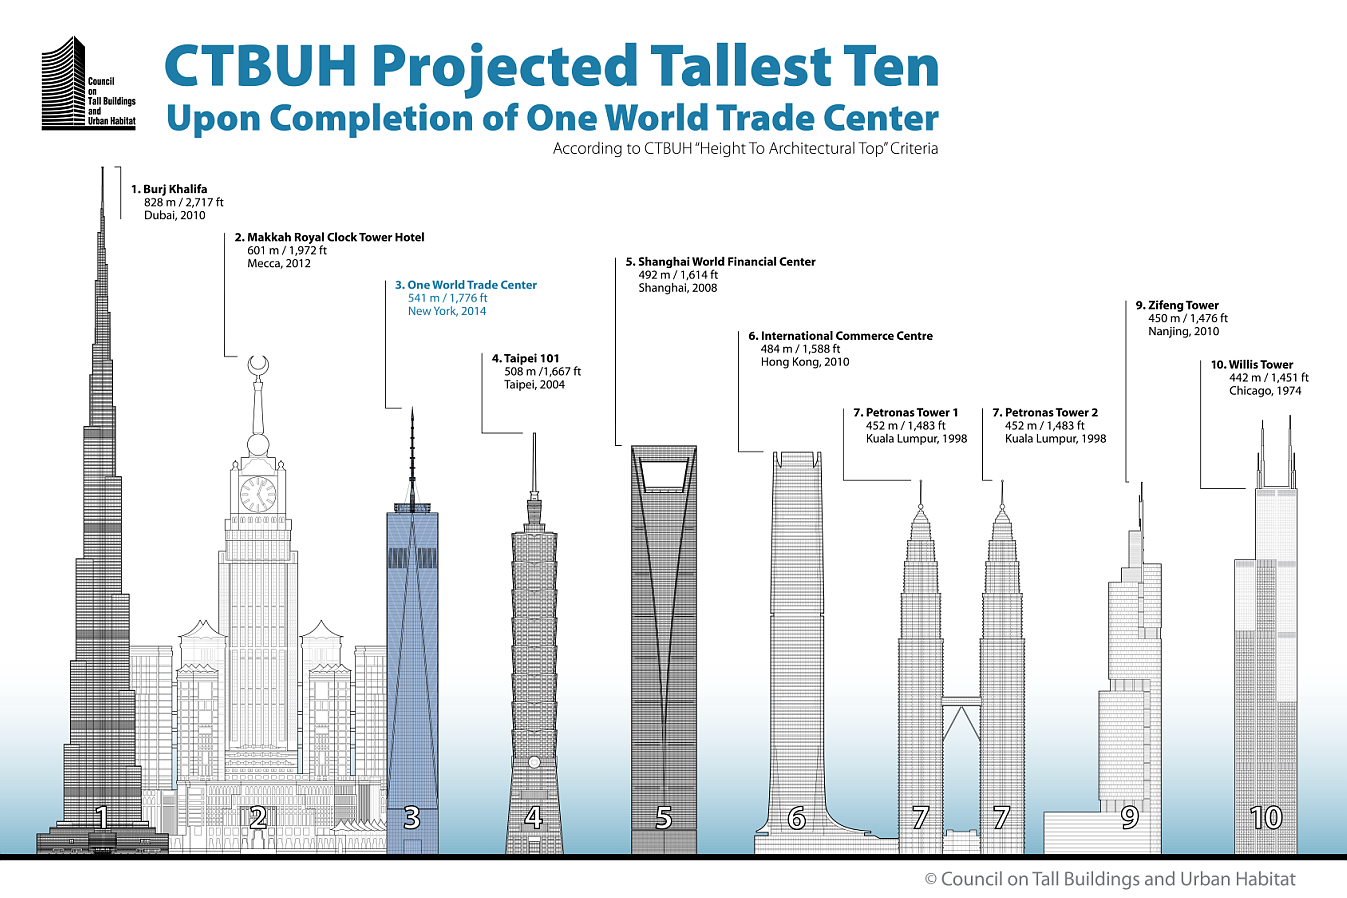 Council
on
Tall Buildings
and
Urban Habitat
CTBUH Projected Tallest Ten
Upon Completion of One World Trade Center
According to CTBUH “Height To Architectural Top” Criteria
1. Burj Khalifa
828 m / 2,717 ft
Dubai, 2010
2. Makkah Royal Clock Tower Hotel
601 m / 1,972 ft
Mecca, 2012
3. One World Trade Center
541 m / 1,776 ft
New York, 2014
4. Taipei 101
508 m /1,667 ft
Taipei, 2004
5. Shanghai World Financial Center
492 m / 1,614 ft
Shanghai, 2008
6. International Commerce Centre
484 m / 1,588 ft
Hong Kong, 2010
7. Petronas Tower 1
452 m / 1,483 ft
Kuala Lumpur, 1998
7. Petronas Tower 2
452 m / 1,483 ft
Kuala Lumpur, 1998
9. Zifeng Tower
450 m / 1,476 ft
Nanjing, 2010
10. Willis Tower
442 m / 1,451 ft
Chicago, 1974
1
2
3
4
5
6
7
7
9
10
© Council on Tall Buildings and Urban Habitat